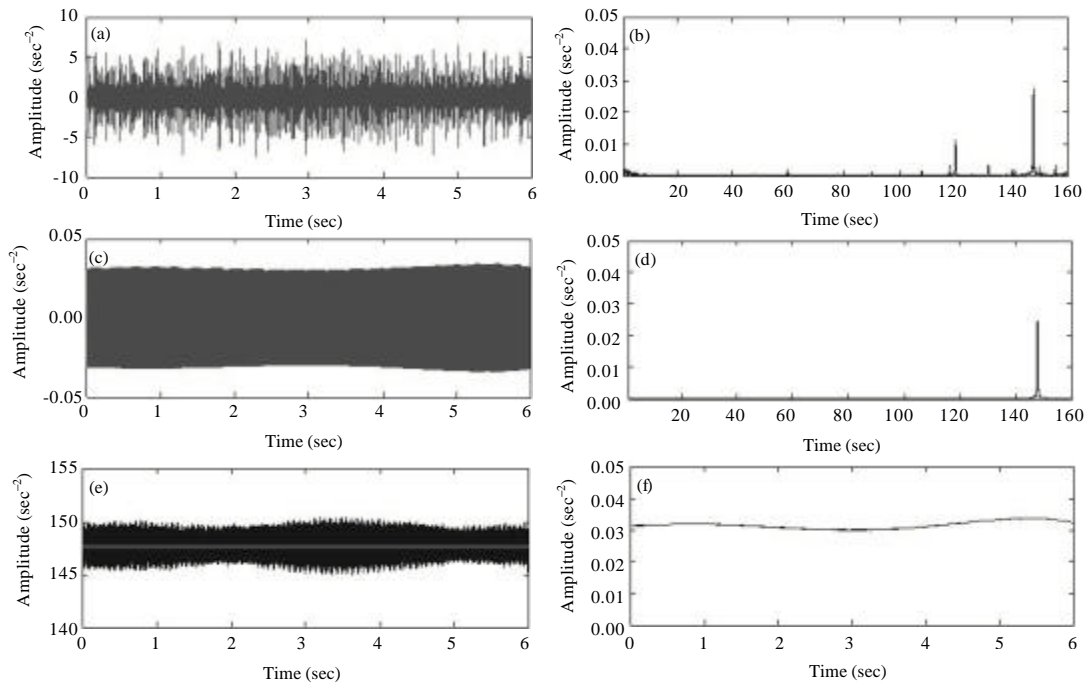 (a)
Amplitude (sec⁻²)
10
5
0
-5
-10
0 1 2 3 4 5 6
Time (sec)
(b)
Amplitude (sec⁻²)
0.05
0.04
0.03
0.02
0.01
0.00
20 40 60 80 100 120 140 160
Time (sec)
(c)
Amplitude (sec⁻²)
0.05
0.00
-0.05
0 1 2 3 4 5 6
Time (sec)
(d)
Amplitude (sec⁻²)
0.05
0.04
0.03
0.02
0.01
0.00
20 40 60 80 100 120 140 160
Time (sec)
(e)
Amplitude (sec⁻²)
155
150
145
140
0 1 2 3 4 5 6
Time (sec)
(f)
Amplitude (sec⁻²)
0.05
0.04
0.03
0.02
0.01
0.00
0 1 2 3 4 5 6
Time (sec)